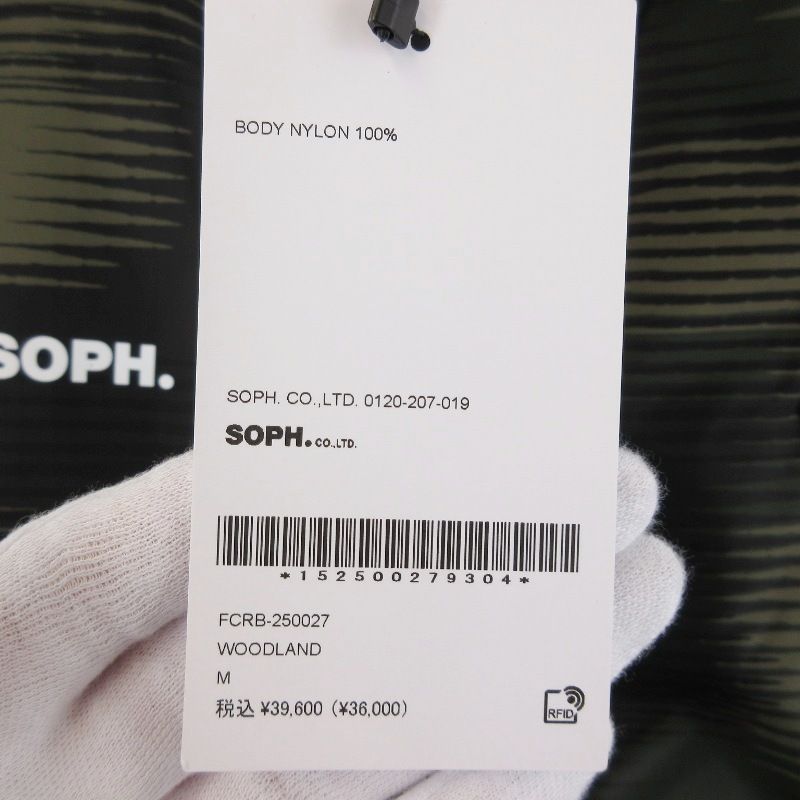 BODY NYLON 100%
SOPH.
SOPH. CO.,LTD. 0120-207-019
SOPH. CO.,LTD.
*152500279304*
FCRB-250027
WOODLAND
M
税込 ¥39,600 (¥36,000)
RFID